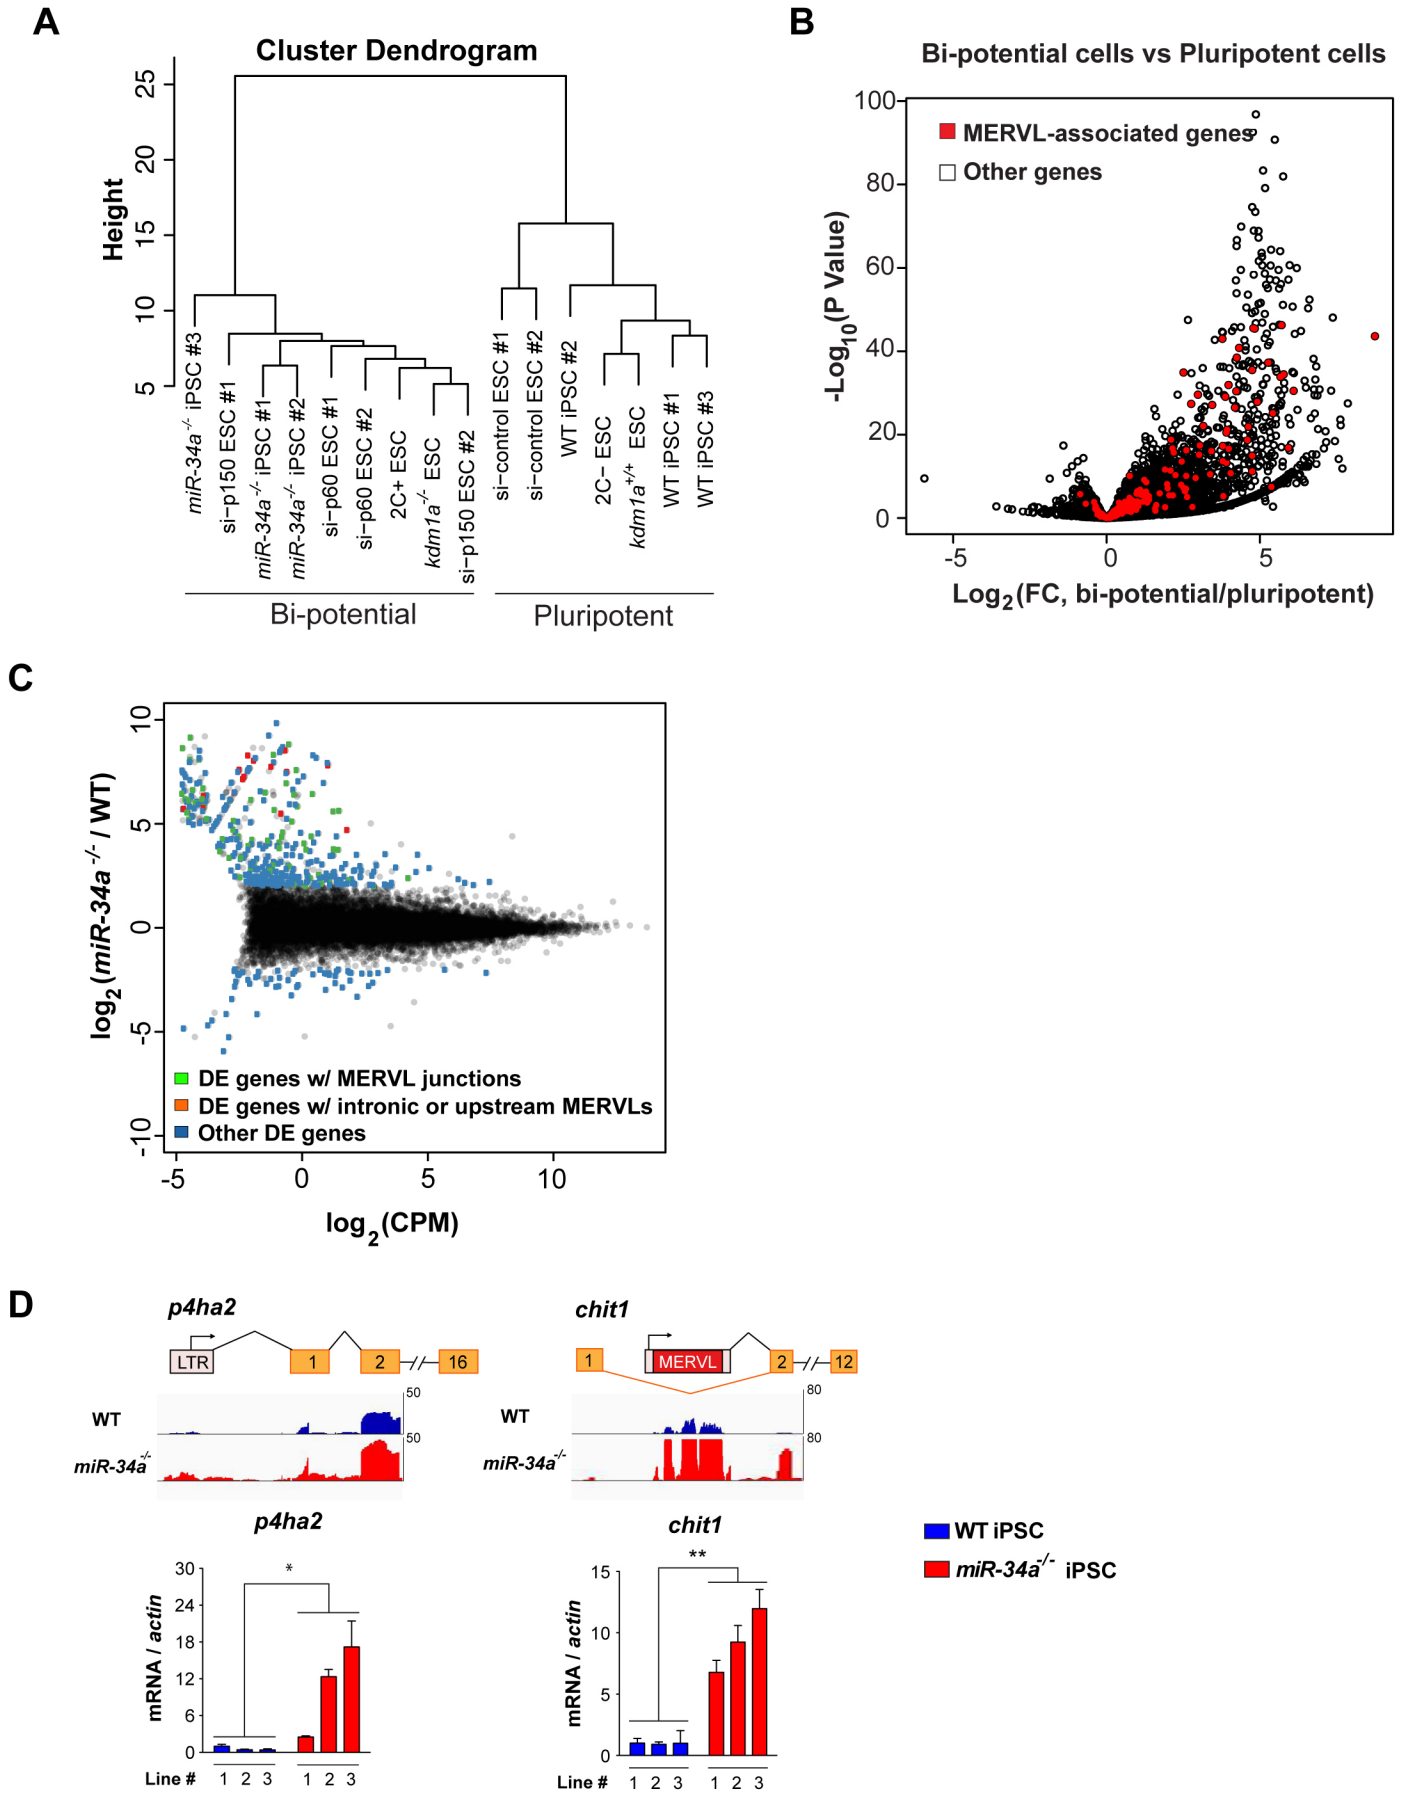 A
Cluster Dendrogram
Height
25
20
15
10
5
miR-34a-/- iPSC #3
si−p150 ESC #1
miR-34a-/- iPSC #1
miR-34a-/- iPSC #2
si−p60 ESC #1
si−p60 ESC #2
2C+ ESC
kdm1a-/- ESC
si−p150 ESC #2
si−control ESC #1
si−control ESC #2
WT iPSC #2
2C− ESC
kdm1a+/+ ESC
WT iPSC #1
WT iPSC #3
Bi-potential
Pluripotent
B
Bi-potential cells vs Pluripotent cells
MERVL-associated genes
Other genes
-Log10(P Value)
100
80
60
40
20
0
-5 0 5
Log2(FC, bi-potential/pluripotent)
C
log2(miR-34a-/- / WT)
10
5
0
-5
-10
DE genes w/ MERVL junctions
DE genes w/ intronic or upstream MERVLs
Other DE genes
-5 0 5 10
log2(CPM)
D
p4ha2
LTR 1 2 16
50
WT
50
miR-34a-/-
chit1
1 MERVL 2 12
80
WT
80
miR-34a-/-
p4ha2
mRNA / actin
30
24
18
12
6
0
*
Line # 1 2 3 1 2 3
chit1
mRNA / actin
15
10
5
0
**
Line # 1 2 3 1 2 3
WT iPSC
miR-34a-/- iPSC